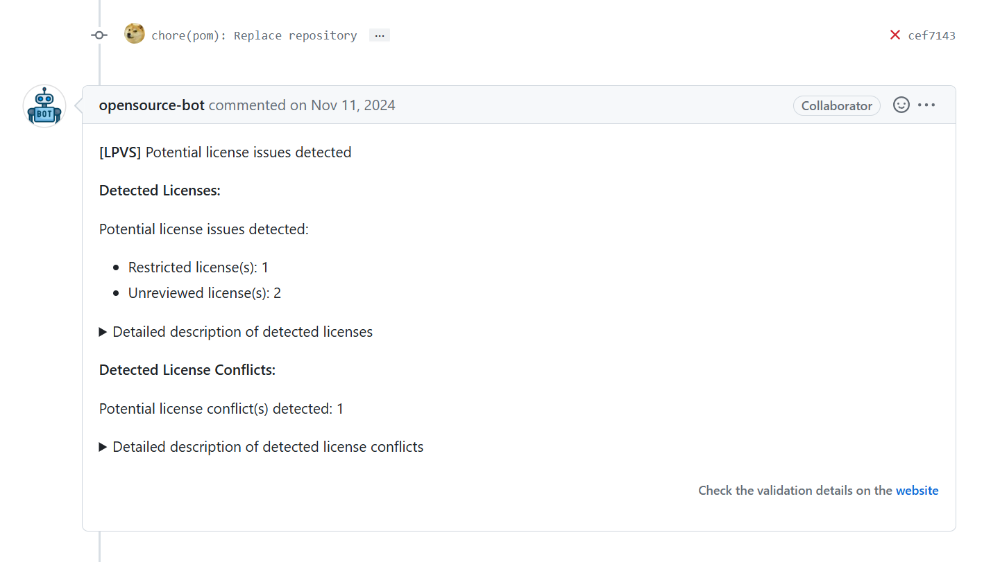 chore(pom): Replace repository ... cef7143
BOT
opensource-bot commented on Nov 11, 2024 Collaborator
[LPVS] Potential license issues detected
Detected Licenses:
Potential license issues detected:
• Restricted license(s): 1
• Unreviewed license(s): 2
Detailed description of detected licenses
Detected License Conflicts:
Potential license conflict(s) detected: 1
Detailed description of detected license conflicts
Check the validation details on the website